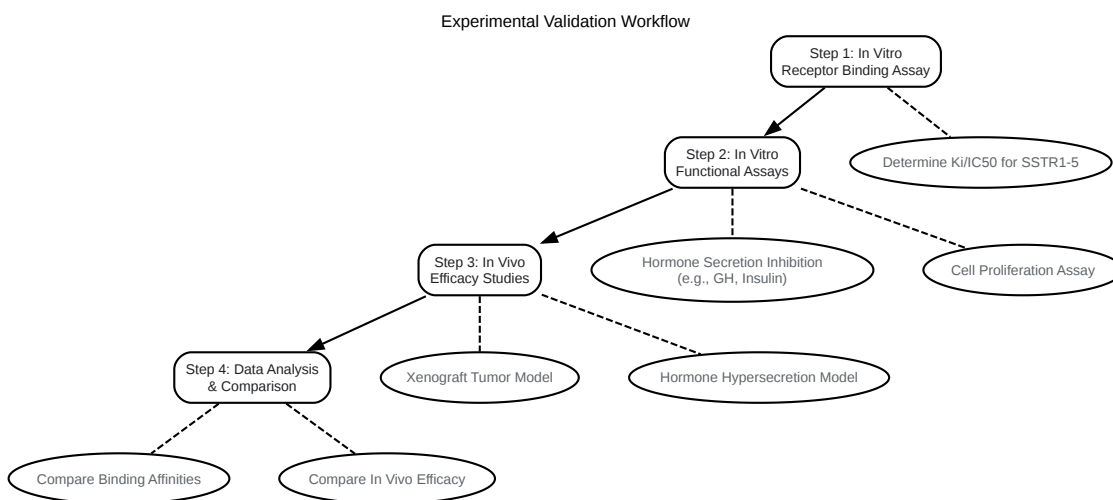 Experimental Validation Workflow
Step 1: In Vitro
Receptor Binding Assay
Determine Ki/IC50 for SSTR1-5
Step 2: In Vitro
Functional Assays
Hormone Secretion Inhibition
(e.g., GH, Insulin)
Cell Proliferation Assay
Step 3: In Vivo
Efficacy Studies
Xenograft Tumor Model
Hormone Hypersecretion Model
Step 4: Data Analysis
& Comparison
Compare Binding Affinities
Compare In Vivo Efficacy